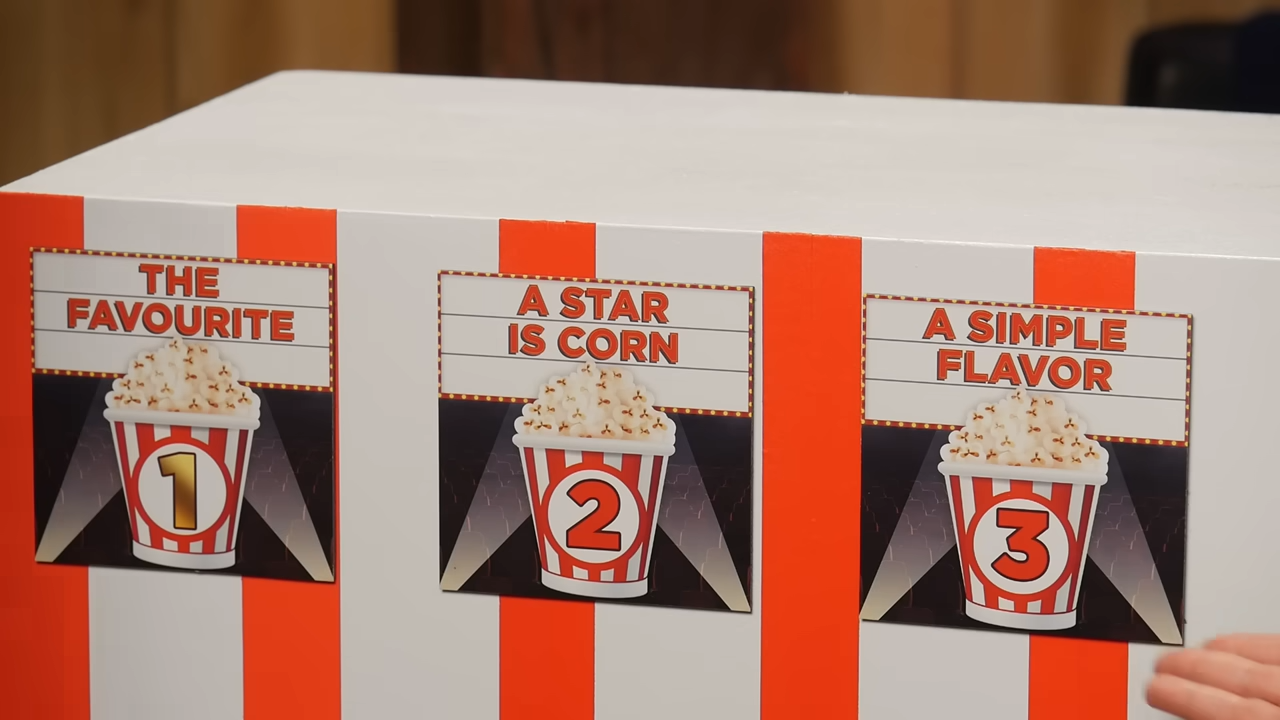 THE
FAVOURITE
1
A STAR
IS CORN
2
A SIMPLE
FLAVOR
3